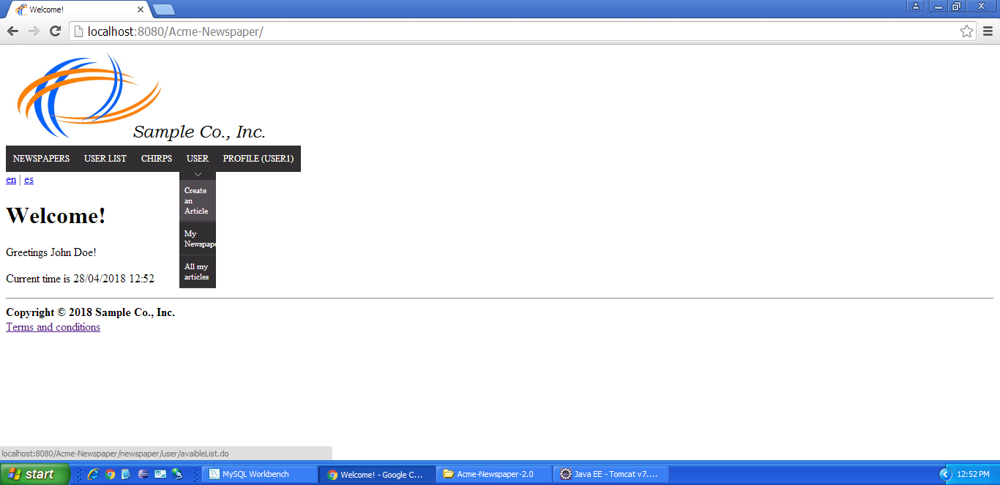 Welcome!
localhost:8080/Acme-Newspaper/
Sample Co., Inc.
NEWSPAPERS USER LIST CHIRPS USER PROFILE (USER1)
en | es
Create
an
Article
Welcome!
My
Newspape
Greetings John Doe!
All my
articles
Current time is 28/04/2018 12:52
Copyright © 2018 Sample Co., Inc.
Terms and conditions
localhost:8080/Acme-Newspaper/newspaper/user/avaibleList.do
start MySQL Workbench Welcome! - Google C... Acme-Newspaper-2.0 Java EE - Tomcat v7.... 12:52 PM